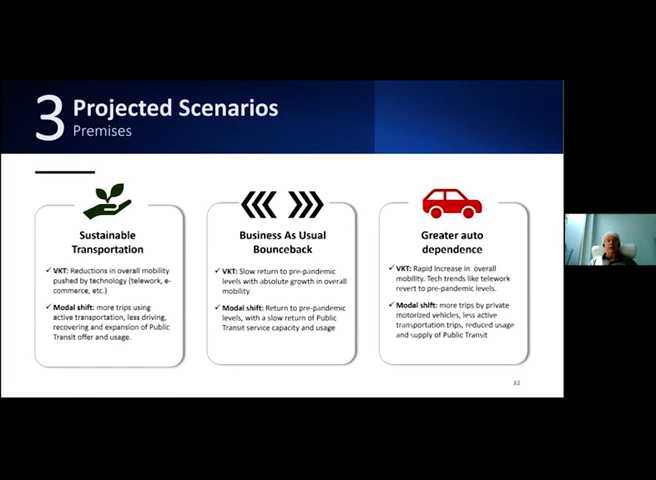 3 Projected Scenarios
Premises
Sustainable
Transportation
✓ VKT: Reductions in overall mobility
pushed by technology (telework, e-
commerce, etc.)
✓ Modal shift: more trips using
active transportation, less driving,
recovering and expansion of Public
Transit offer and usage.
Business As Usual
Bounceback
✓ VKT: Slow return to pre-pandemic
levels with absolute growth in overall
mobility
✓ Modal shift: Return to pre-pandemic
levels, with a slow return of Public
Transit service capacity and usage
Greater auto
dependence
✓ VKT: Rapid increase in overall
mobility. Tech trends like telework
revert to pre-pandemic levels.
✓ Modal shift: more trips by private
motorized vehicles, less active
transportation trips, reduced usage
and supply of Public Transit
32